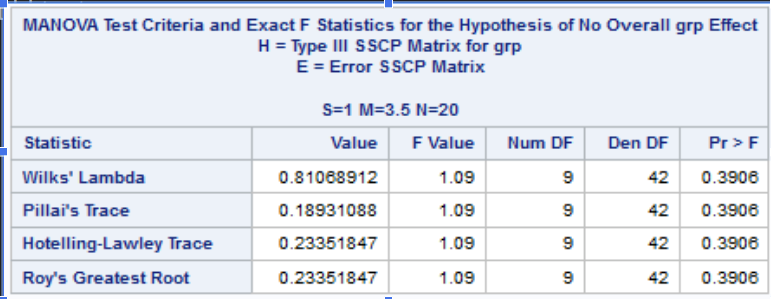 MANOVA Test Criteria and Exact F Statistics for the Hypothesis of No Overall grp Effect
H = Type III SSCP Matrix for grp
E = Error SSCP Matrix
S=1 M=3.5 N=20
Statistic Value F Value Num DF Den DF Pr > F
Wilks' Lambda 0.81068912 1.09 9 42 0.3906
Pillai's Trace 0.18931088 1.09 9 42 0.3906
Hotelling-Lawley Trace 0.23351847 1.09 9 42 0.3906
Roy's Greatest Root 0.23351847 1.09 9 42 0.3906